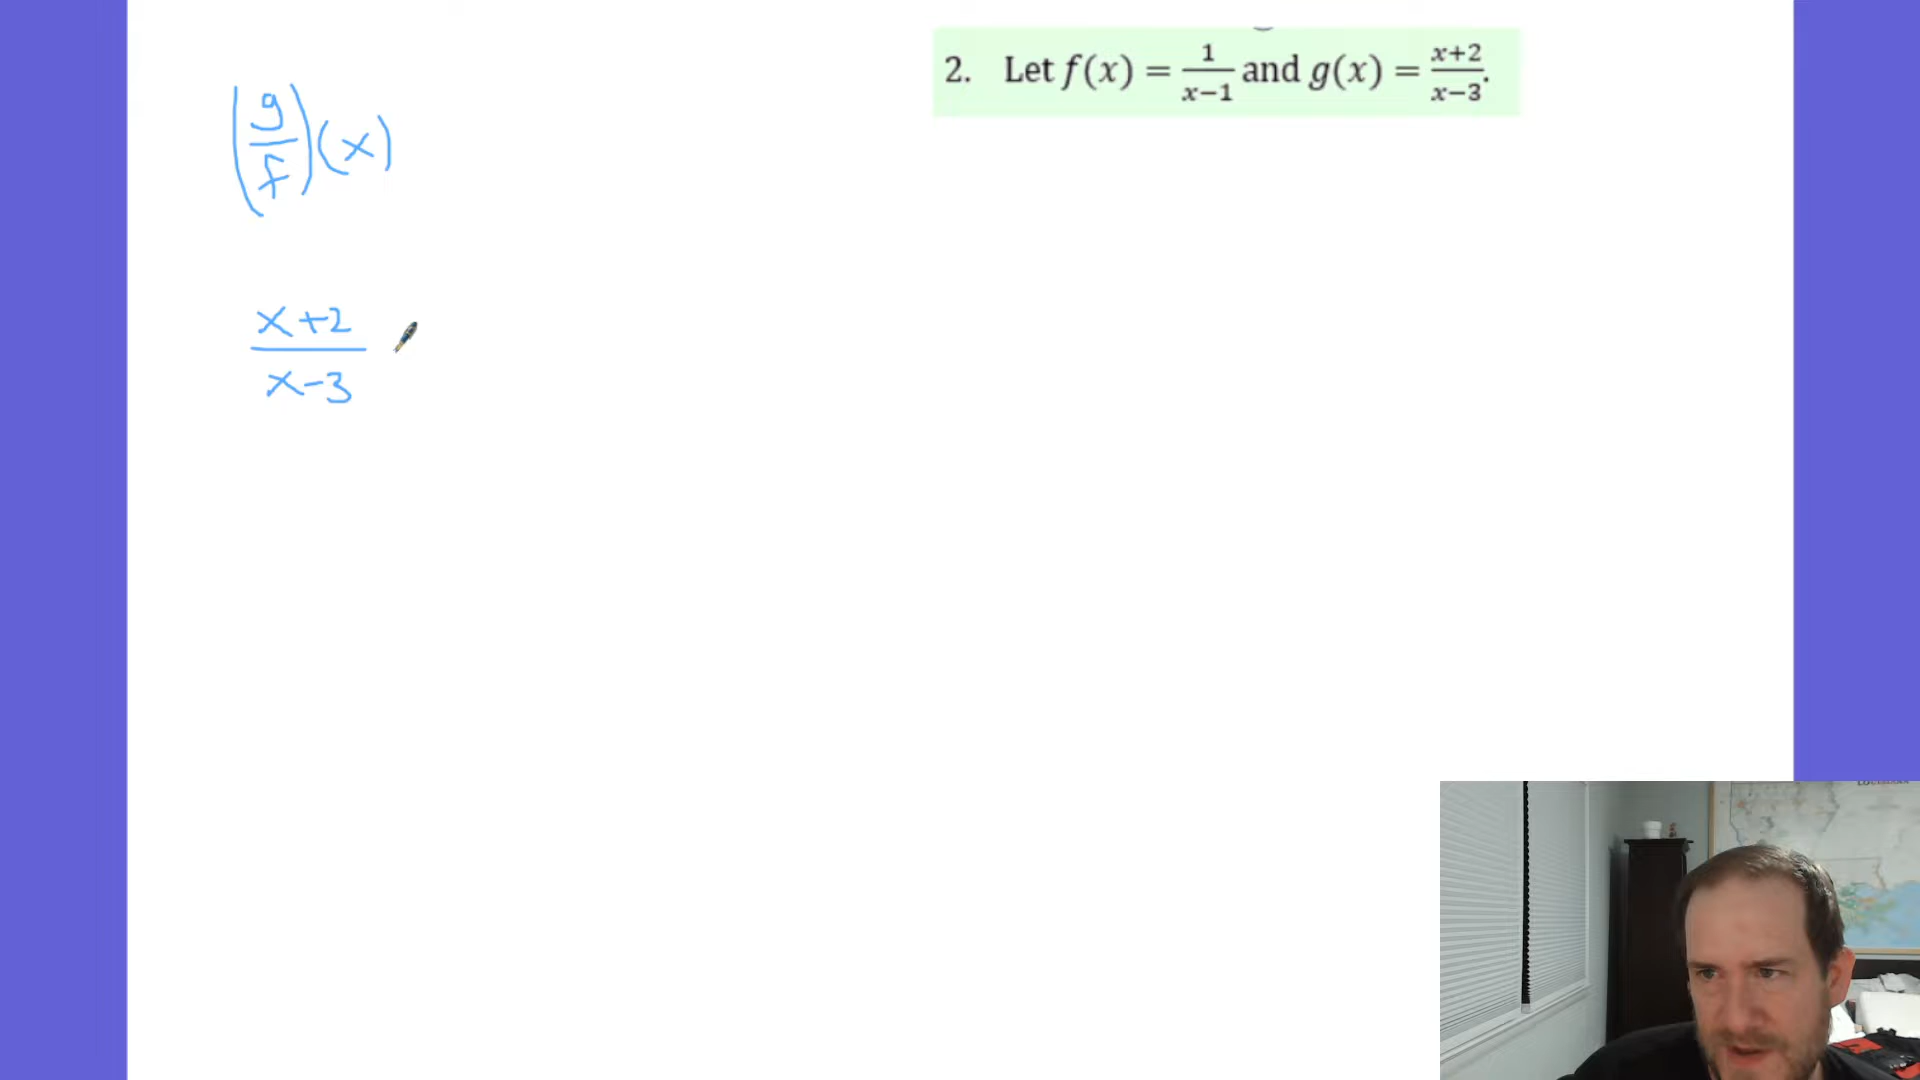 2. Let f(x) = 1/(x−1) and g(x) = (x+2)/(x−3).
(g/f)(x)
x+2
x-3